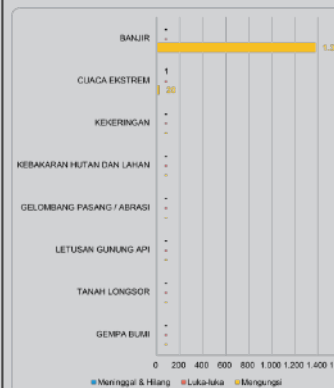 BANJIR
-
-
CUACA EKSTREM
1
-
KEKERINGAN
-
-
-
KEBAKARAN HUTAN DAN LAHAN
-
-
-
GELOMBANG PASANG / ABRASI
-
-
-
LETUSAN GUNUNG API
-
-
-
TANAH LONGSOR
-
-
-
GEMPA BUMI
-
-
-
0 200 400 600 800 1.000 1.200 1.400
Meninggal & Hilang Luka-luka Mengungsi